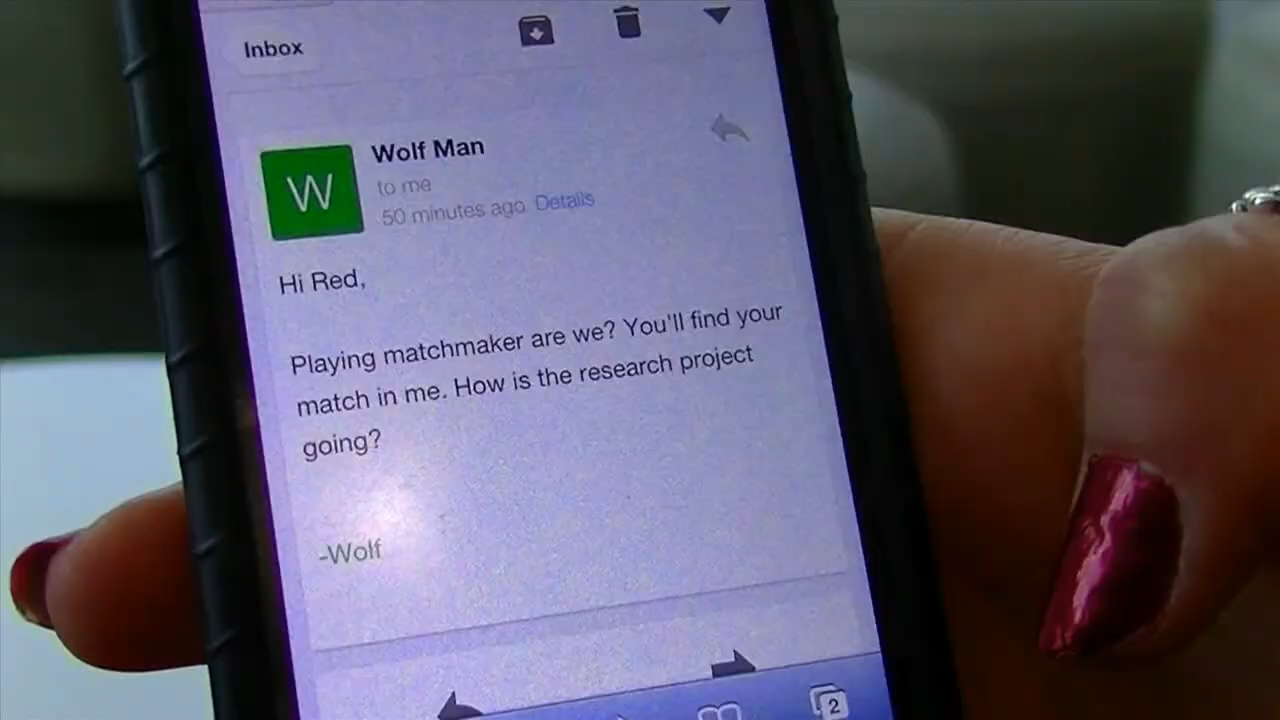 Inbox
W
Wolf Man
to me
50 minutes ago Details
Hi Red,
Playing matchmaker are we? You'll find your
match in me. How is the research project
going?
-Wolf
2